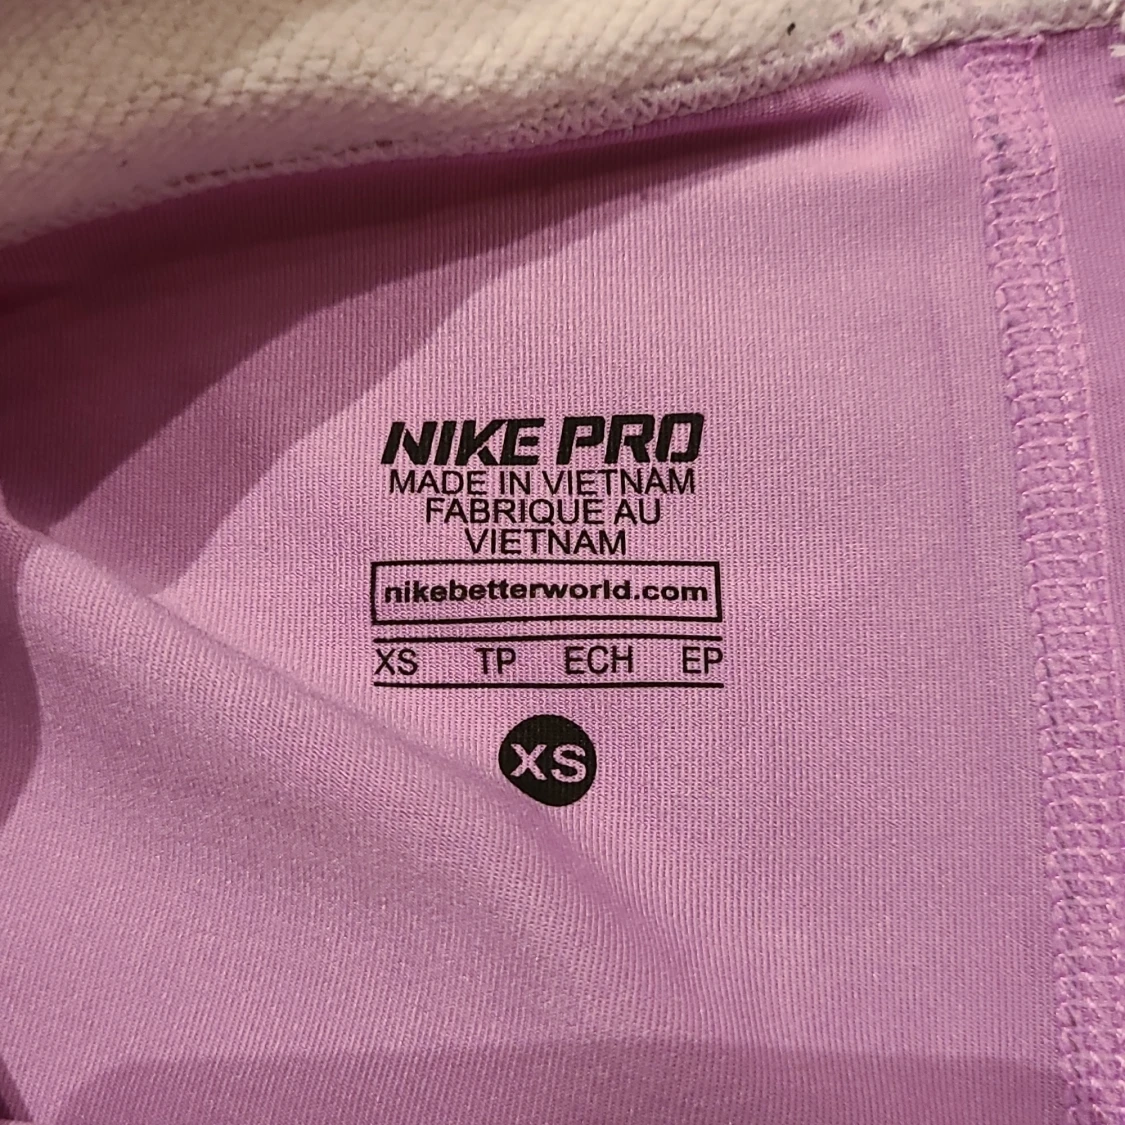 NIKE PRO
MADE IN VIETNAM
FABRIQUE AU
VIETNAM
nikebetterworld.com
XS TP ECH EP
XS